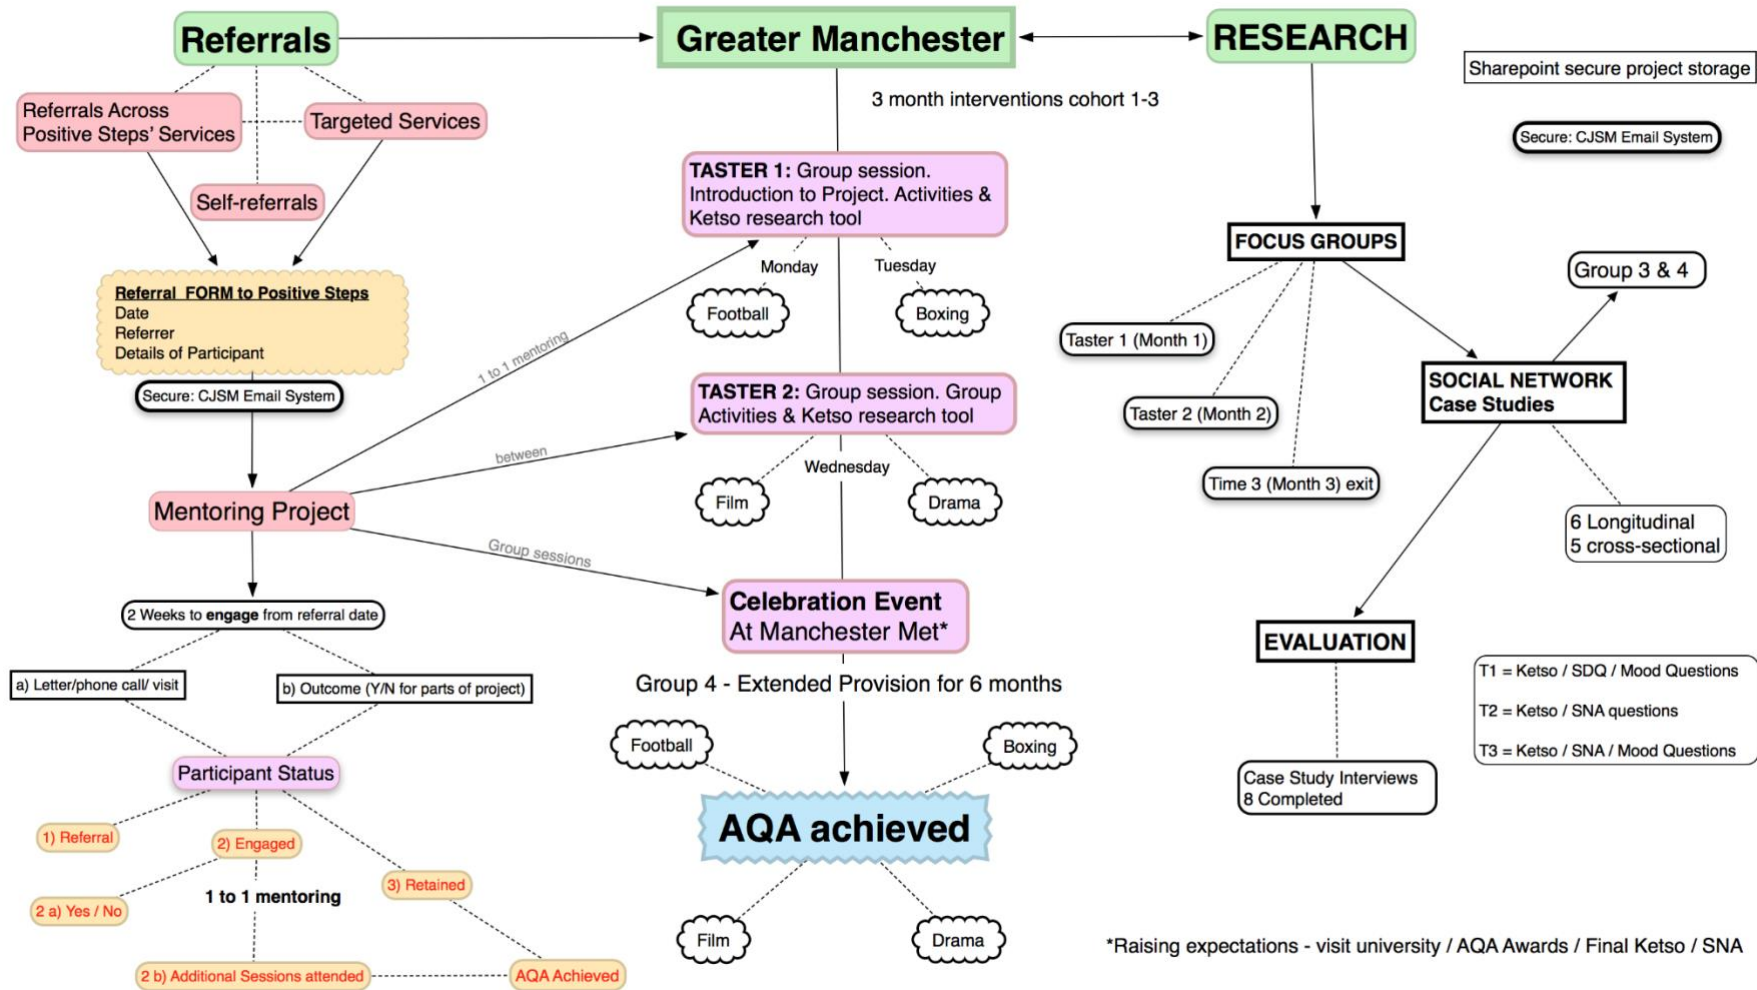 Referrals
Greater Manchester
RESEARCH
Sharepoint secure project storage
Secure: CJSM Email System
3 month interventions cohort 1-3
Referrals Across
Positive Steps' Services
Targeted Services
Self-referrals
Referral FORM to Positive Steps
Date
Referrer
Details of Participant
Secure: CJSM Email System
Mentoring Project
1 to 1 mentoring
between
Group sessions
2 Weeks to engage from referral date
a) Letter/phone call/ visit
b) Outcome (Y/N for parts of project)
Participant Status
1) Referral
2) Engaged
3) Retained
2 a) Yes / No
1 to 1 mentoring
2 b) Additional Sessions attended
AQA Achieved
TASTER 1: Group session.
Introduction to Project. Activities &
Ketso research tool
Monday
Tuesday
Football
Boxing
TASTER 2: Group session. Group
Activities & Ketso research tool
Wednesday
Film
Drama
Celebration Event
At Manchester Met*
Group 4 - Extended Provision for 6 months
Football
Boxing
AQA achieved
Film
Drama
FOCUS GROUPS
Group 3 & 4
Taster 1 (Month 1)
Taster 2 (Month 2)
Time 3 (Month 3) exit
SOCIAL NETWORK
Case Studies
6 Longitudinal
5 cross-sectional
EVALUATION
Case Study Interviews
8 Completed
T1 = Ketso / SDQ / Mood Questions
T2 = Ketso / SNA questions
T3 = Ketso / SNA / Mood Questions
*Raising expectations - visit university / AQA Awards / Final Ketso / SNA